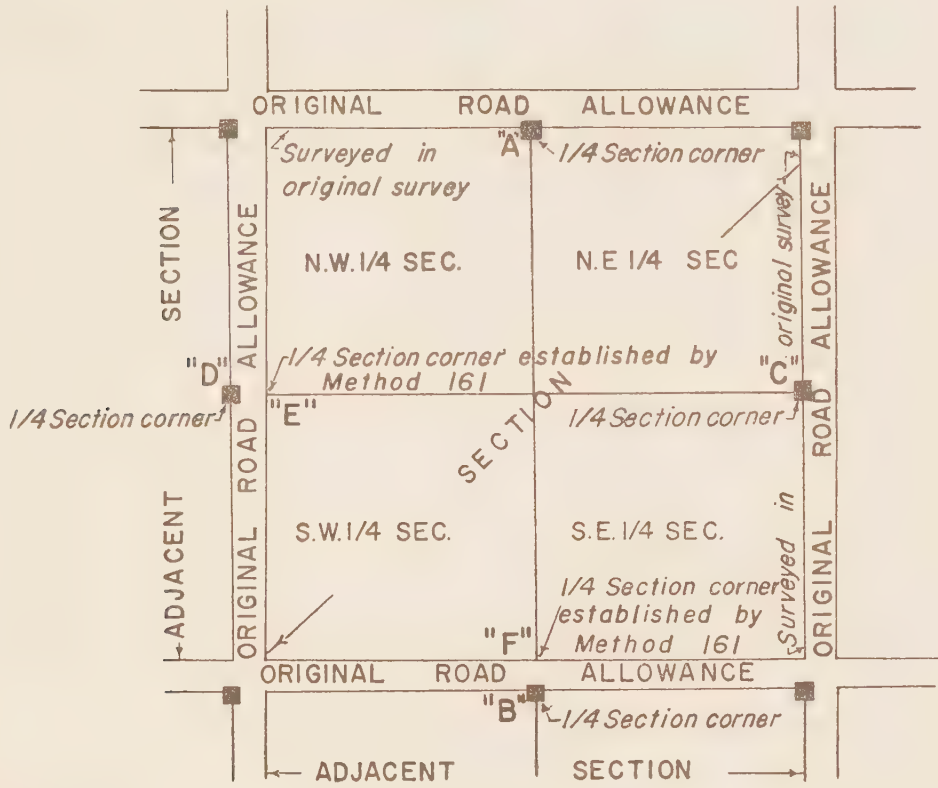 ORIGINAL ROAD ALLOWANCE
"A"
1/4 Section corner
Surveyed in
original survey
SECTION
ALLOWANCE
N.W. 1/4 SEC.
N.E 1/4 SEC
original survey
ALLOWANCE
"D"
1/4 Section corner established by
Method 161
"C"
1/4 Section corner
"E"
1/4 Section corner
SECTION
ROAD
ROAD
S.W. 1/4 SEC.
S.E. 1/4 SEC.
ADJACENT
ORIGINAL
1/4 Section corner
established by
Method 161
Surveyed in
ORIGINAL
"F"
ORIGINAL ROAD ALLOWANCE
"B"
1/4 Section corner
ADJACENT SECTION